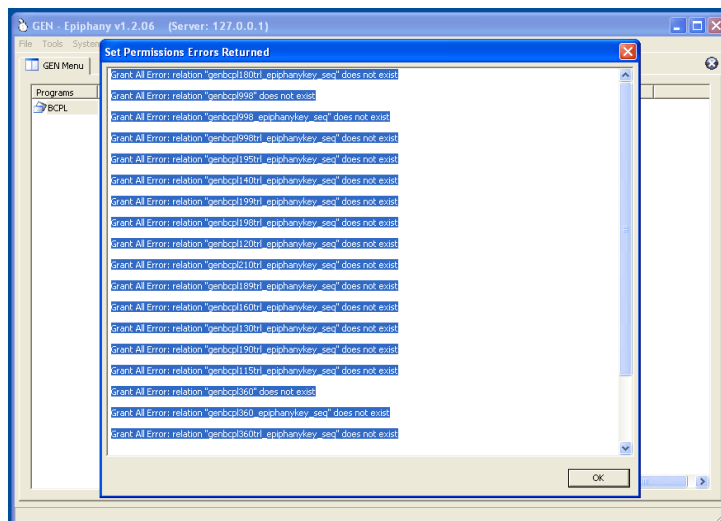 GEN - Epiphany v1.2.06 (Server: 127.0.0.1)
File Tools System
Set Permissions Errors Returned
GEN Menu
Programs
BCPL
Grant All Error: relation "genbcpl180trl_epiphanykey_seq" does not exist
Grant All Error: relation "genbcpl998" does not exist
Grant All Error: relation "genbcpl998_epiphanykey_seq" does not exist
Grant All Error: relation "genbcpl998trl_epiphanykey_seq" does not exist
Grant All Error: relation "genbcpl195trl_epiphanykey_seq" does not exist
Grant All Error: relation "genbcpl140trl_epiphanykey_seq" does not exist
Grant All Error: relation "genbcpl199trl_epiphanykey_seq" does not exist
Grant All Error: relation "genbcpl198trl_epiphanykey_seq" does not exist
Grant All Error: relation "genbcpl120trl_epiphanykey_seq" does not exist
Grant All Error: relation "genbcpl210trl_epiphanykey_seq" does not exist
Grant All Error: relation "genbcpl189trl_epiphanykey_seq" does not exist
Grant All Error: relation "genbcpl160trl_epiphanykey_seq" does not exist
Grant All Error: relation "genbcpl130trl_epiphanykey_seq" does not exist
Grant All Error: relation "genbcpl190trl_epiphanykey_seq" does not exist
Grant All Error: relation "genbcpl115trl_epiphanykey_seq" does not exist
Grant All Error: relation "genbcpl360" does not exist
Grant All Error: relation "genbcpl360_epiphanykey_seq" does not exist
Grant All Error: relation "genbcpl360trl_epiphanykey_seq" does not exist
OK